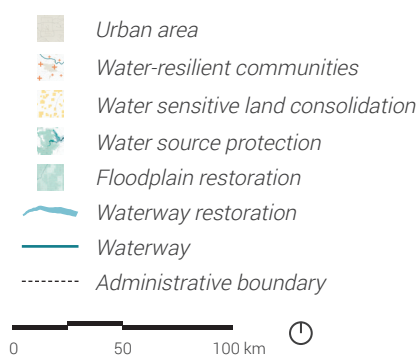 Urban area
Water-resilient communities
Water sensitive land consolidation
Water source protection
Floodplain restoration
Waterway restoration
Waterway
Administrative boundary
0 50 100 km